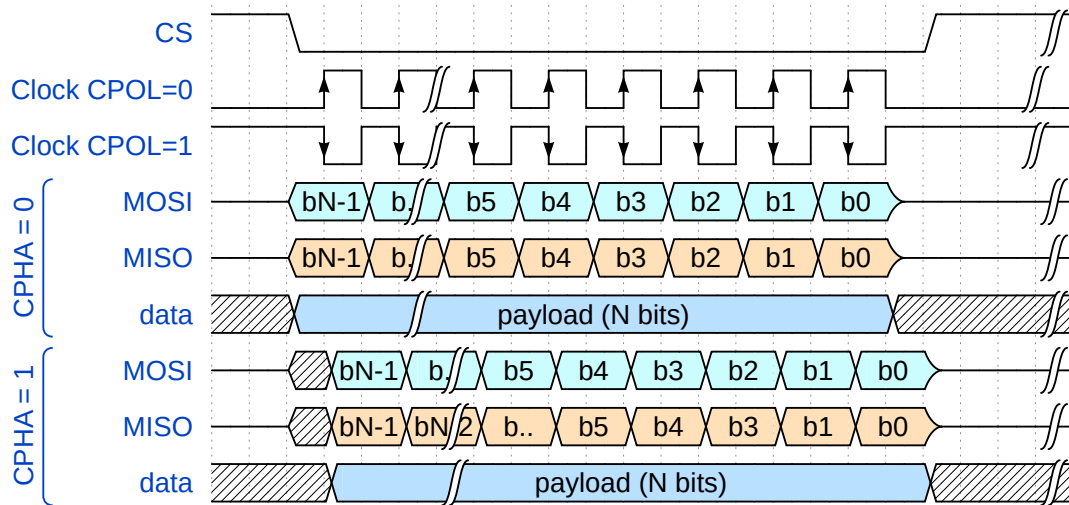 CS
Clock CPOL=0
Clock CPOL=1
CPHA = 0
MOSI bN-1 b. b5 b4 b3 b2 b1 b0
MISO bN-1 b. b5 b4 b3 b2 b1 b0
data payload (N bits)
CPHA = 1
MOSI bN-1 b. b5 b4 b3 b2 b1 b0
MISO bN-1 bN 2 b.. b5 b4 b3 b1 b0
data payload (N bits)